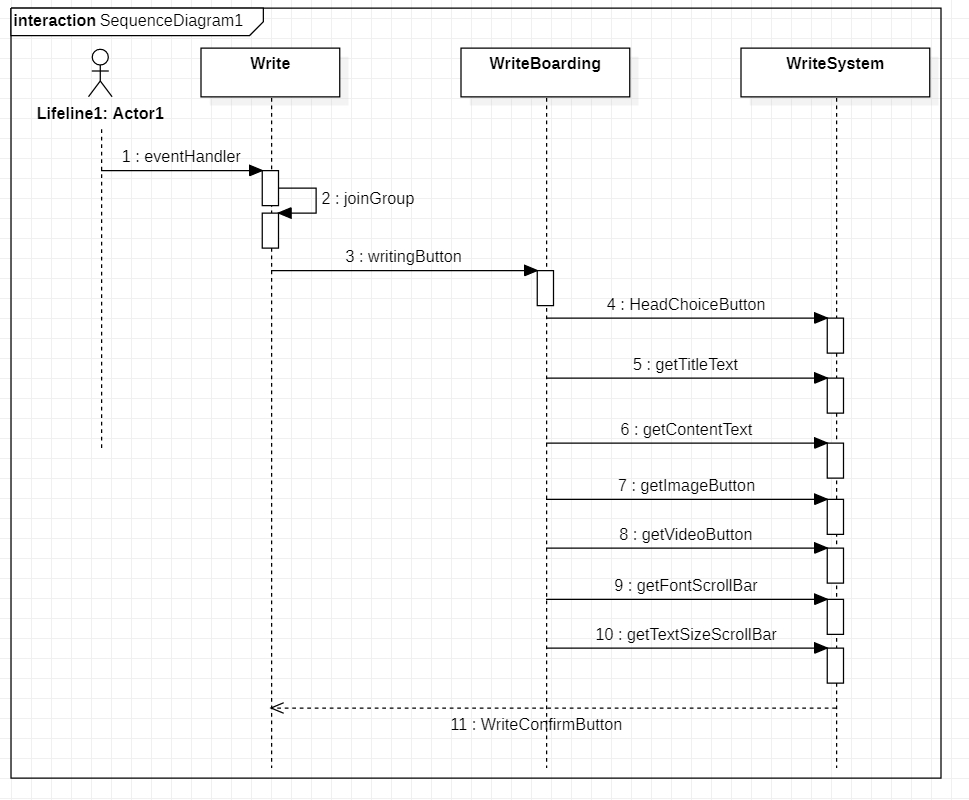 interaction SequenceDiagram1
Write
WriteBoarding
WriteSystem
Lifeline1: Actor1
1 : eventHandler
2 : joinGroup
3 : writingButton
4 : HeadChoiceButton
5 : getTitleText
6 : getContentText
7 : getImageButton
8 : getVideoButton
9 : getFontScrollBar
10 : getTextSizeScrollBar
11 : WriteConfirmButton